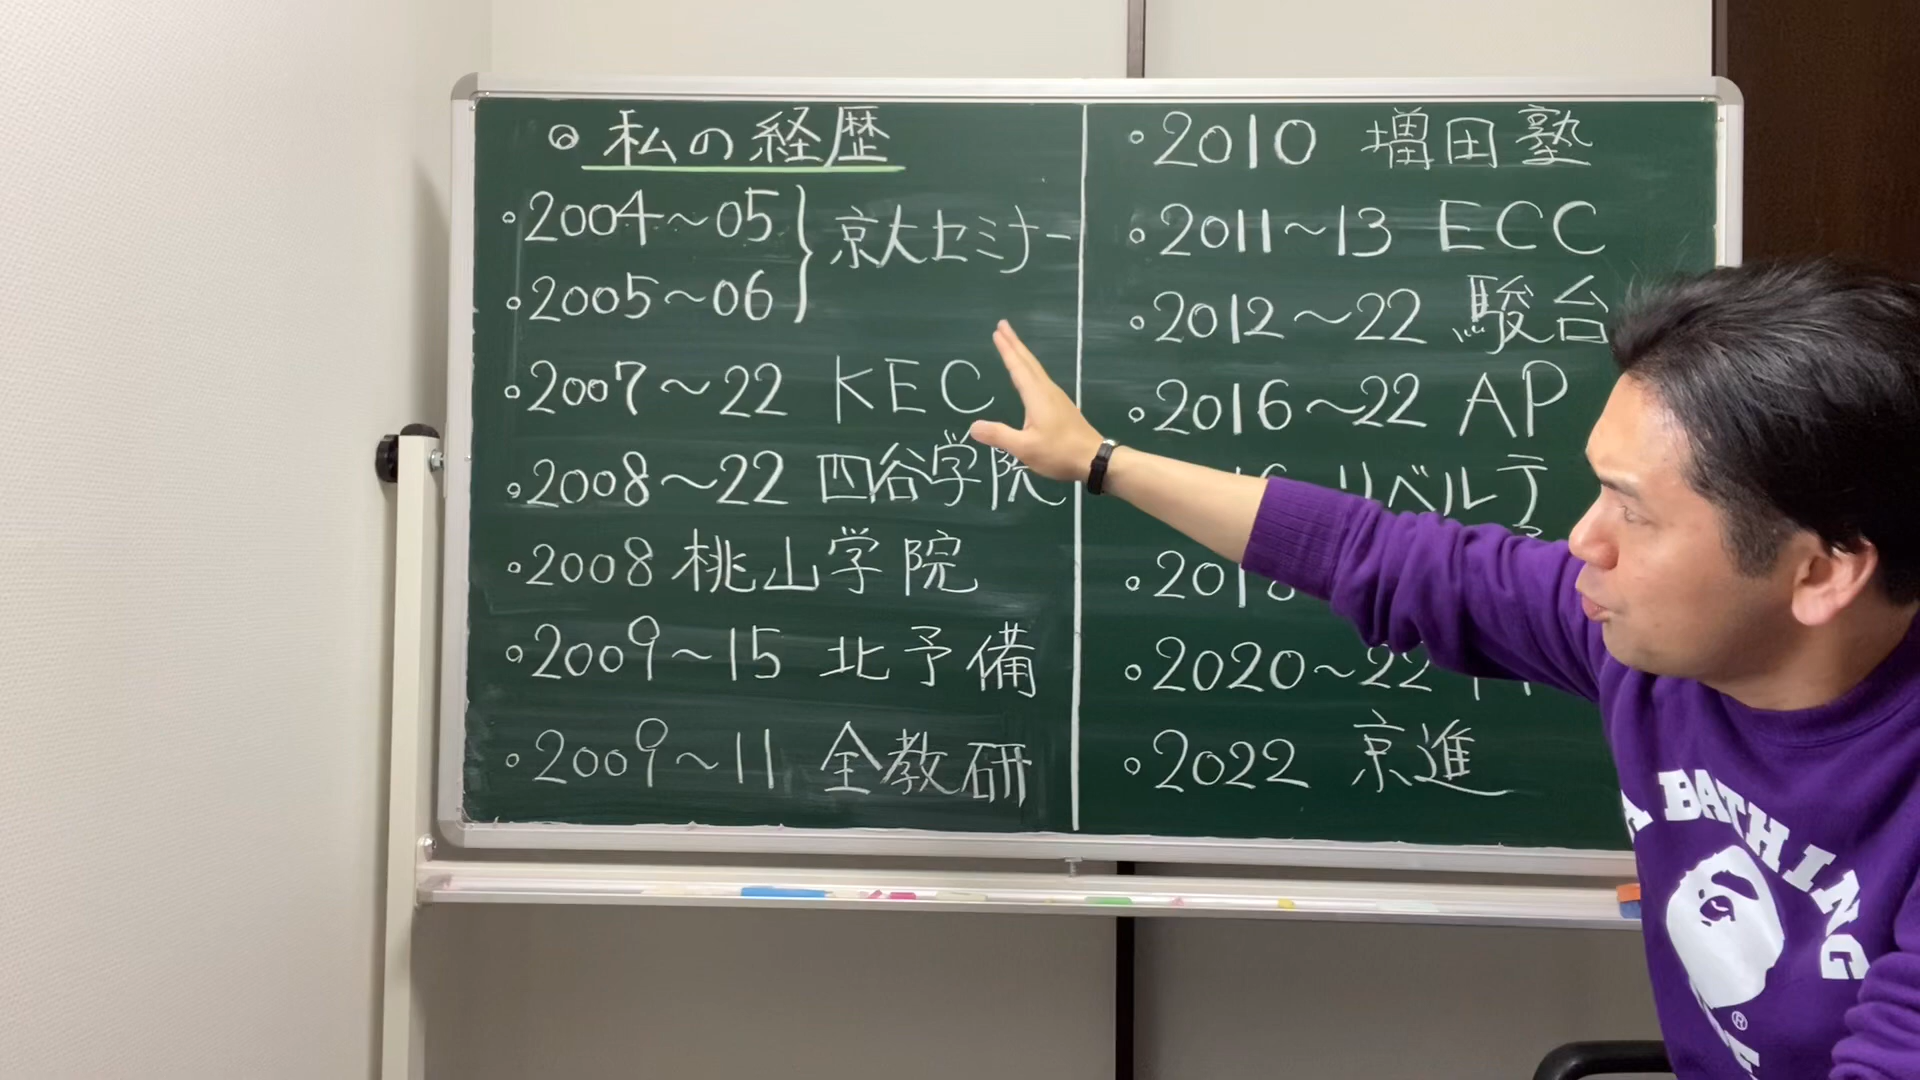 ◎私の経歴
・2004〜05 京大セミナー
・2005〜06
・2007〜22 KEC
・2008〜22 四谷学院
・2008 桃山学院
・2009〜15 北予備
・2009〜11 全教研
・2010 増田塾
・2011〜13 ECC
・2012〜22 駿台
・2016〜22 AP
リベルテ
・2018
・2020〜22
・2022 京進
A BATHING
®